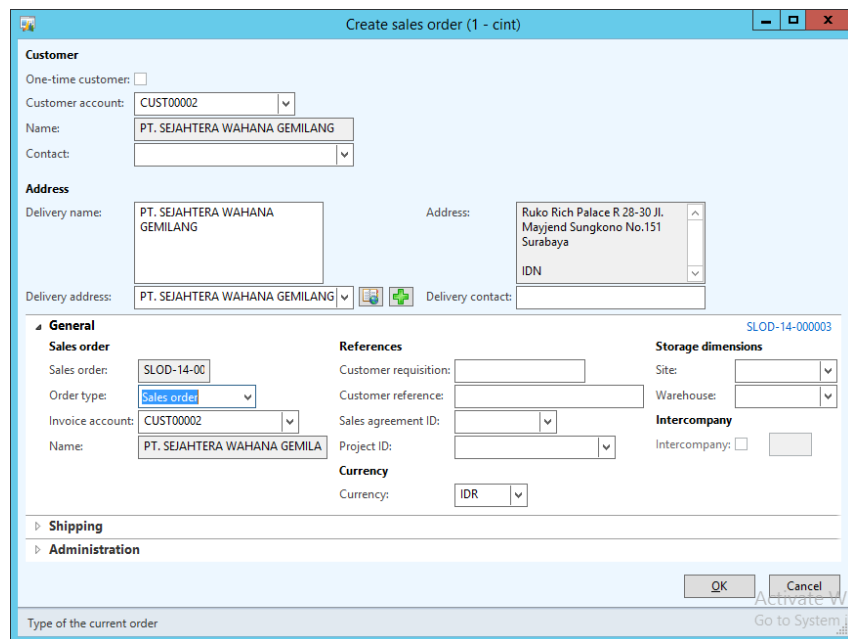 Create sales order (1 - cint)
Customer
One-time customer:
Customer account: CUST00002
Name: PT. SEJAHTERA WAHANA GEMILANG
Contact:
Address
Delivery name: PT. SEJAHTERA WAHANA
GEMILANG
Address: Ruko Rich Palace R 28-30 Jl.
Mayjend Sungkono No.151
Surabaya
IDN
Delivery address: PT. SEJAHTERA WAHANA GEMILANG
Delivery contact:
General
SLOD-14-000003
Sales order
Sales order: SLOD-14-00
Order type: Sales order
Invoice account: CUST00002
Name: PT. SEJAHTERA WAHANA GEMILA
References
Customer requisition:
Customer reference:
Sales agreement ID:
Project ID:
Currency
Currency: IDR
Storage dimensions
Site:
Warehouse:
Intercompany
Intercompany:
Shipping
Administration
OK
Cancel
Activate W
Go to System i
Type of the current order